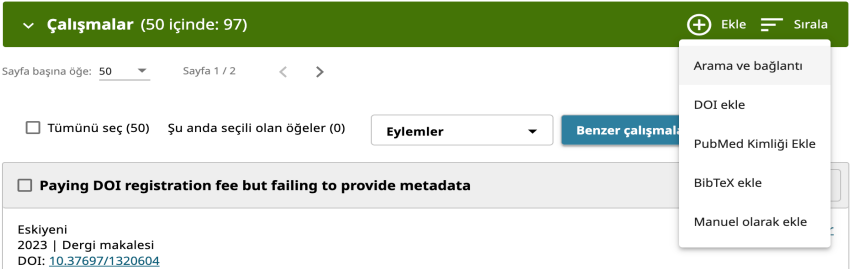 Çalışmalar (50 içinde: 97)
Ekle
Sırala
Sayfa başına öğe: 50
Sayfa 1 / 2
Arama ve bağlantı
DOI ekle
PubMed Kimliği Ekle
BibTeX ekle
Manuel olarak ekle
Tümünü seç (50)
Şu anda seçili olan öğeler (0)
Eylemler
Benzer
Paying DOI registration fee but failing to provide metadata
Eskiyeni
2023 | Dergi makalesi
DOI: 10.37697/1320604